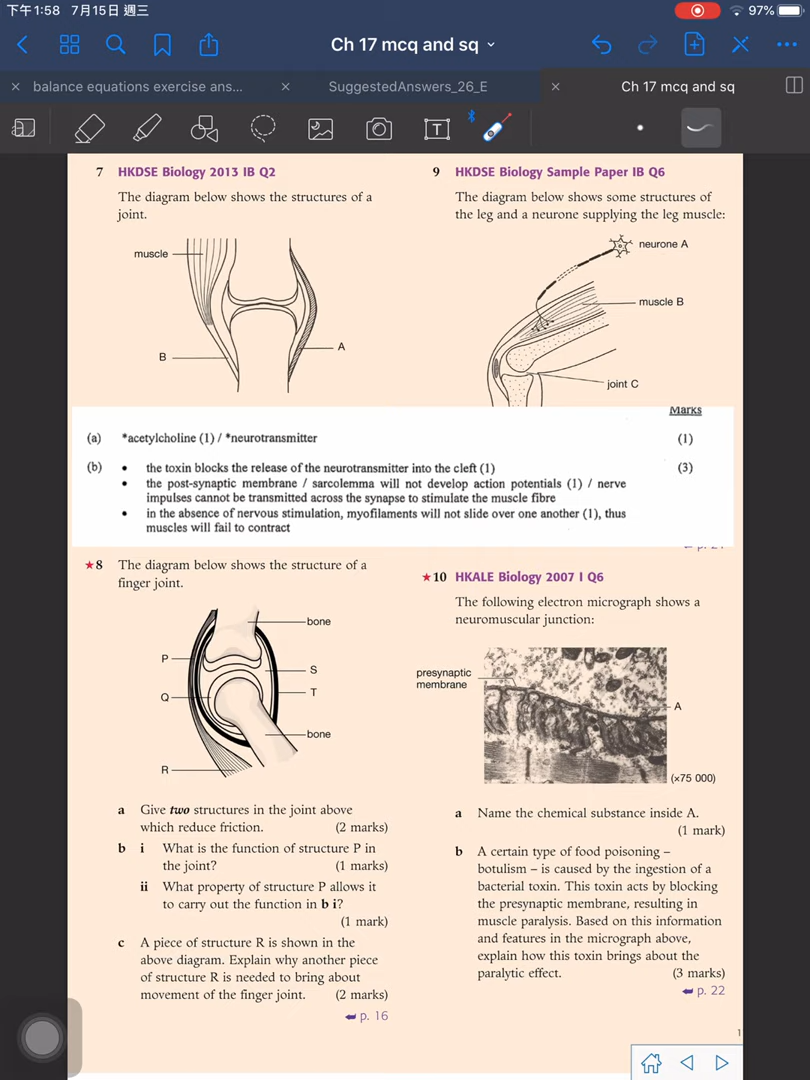 下午1:58 7月15日 週三
97%
Ch 17 mcq and sq
balance equations exercise ans...
SuggestedAnswers_26_E
Ch 17 mcq and sq
T
7 HKDSE Biology 2013 IB Q2
The diagram below shows the structures of a
joint.
muscle
A
B
9 HKDSE Biology Sample Paper IB Q6
The diagram below shows some structures of
the leg and a neurone supplying the leg muscle:
neurone A
muscle B
joint C
Marks
(a) *acetylcholine (1) / *neurotransmitter (1)
(b) • the toxin blocks the release of the neurotransmitter into the cleft (1) (3)
• the post-synaptic membrane / sarcolemma will not develop action potentials (1) / nerve
impulses cannot be transmitted across the synapse to stimulate the muscle fibre
• in the absence of nervous stimulation, myofilaments will not slide over one another (1), thus
muscles will fail to contract
★8 The diagram below shows the structure of a
finger joint.
bone
P
S
Q
T
bone
R
a Give two structures in the joint above
which reduce friction. (2 marks)
b i What is the function of structure P in
the joint? (1 marks)
ii What property of structure P allows it
to carry out the function in b i?
(1 mark)
c A piece of structure R is shown in the
above diagram. Explain why another piece
of structure R is needed to bring about
movement of the finger joint. (2 marks)
p. 16
★10 HKALE Biology 2007 I Q6
The following electron micrograph shows a
neuromuscular junction:
presynaptic
membrane
A
(×75 000)
a Name the chemical substance inside A.
(1 mark)
b A certain type of food poisoning –
botulism – is caused by the ingestion of a
bacterial toxin. This toxin acts by blocking
the presynaptic membrane, resulting in
muscle paralysis. Based on this information
and features in the micrograph above,
explain how this toxin brings about the
paralytic effect. (3 marks)
p. 22